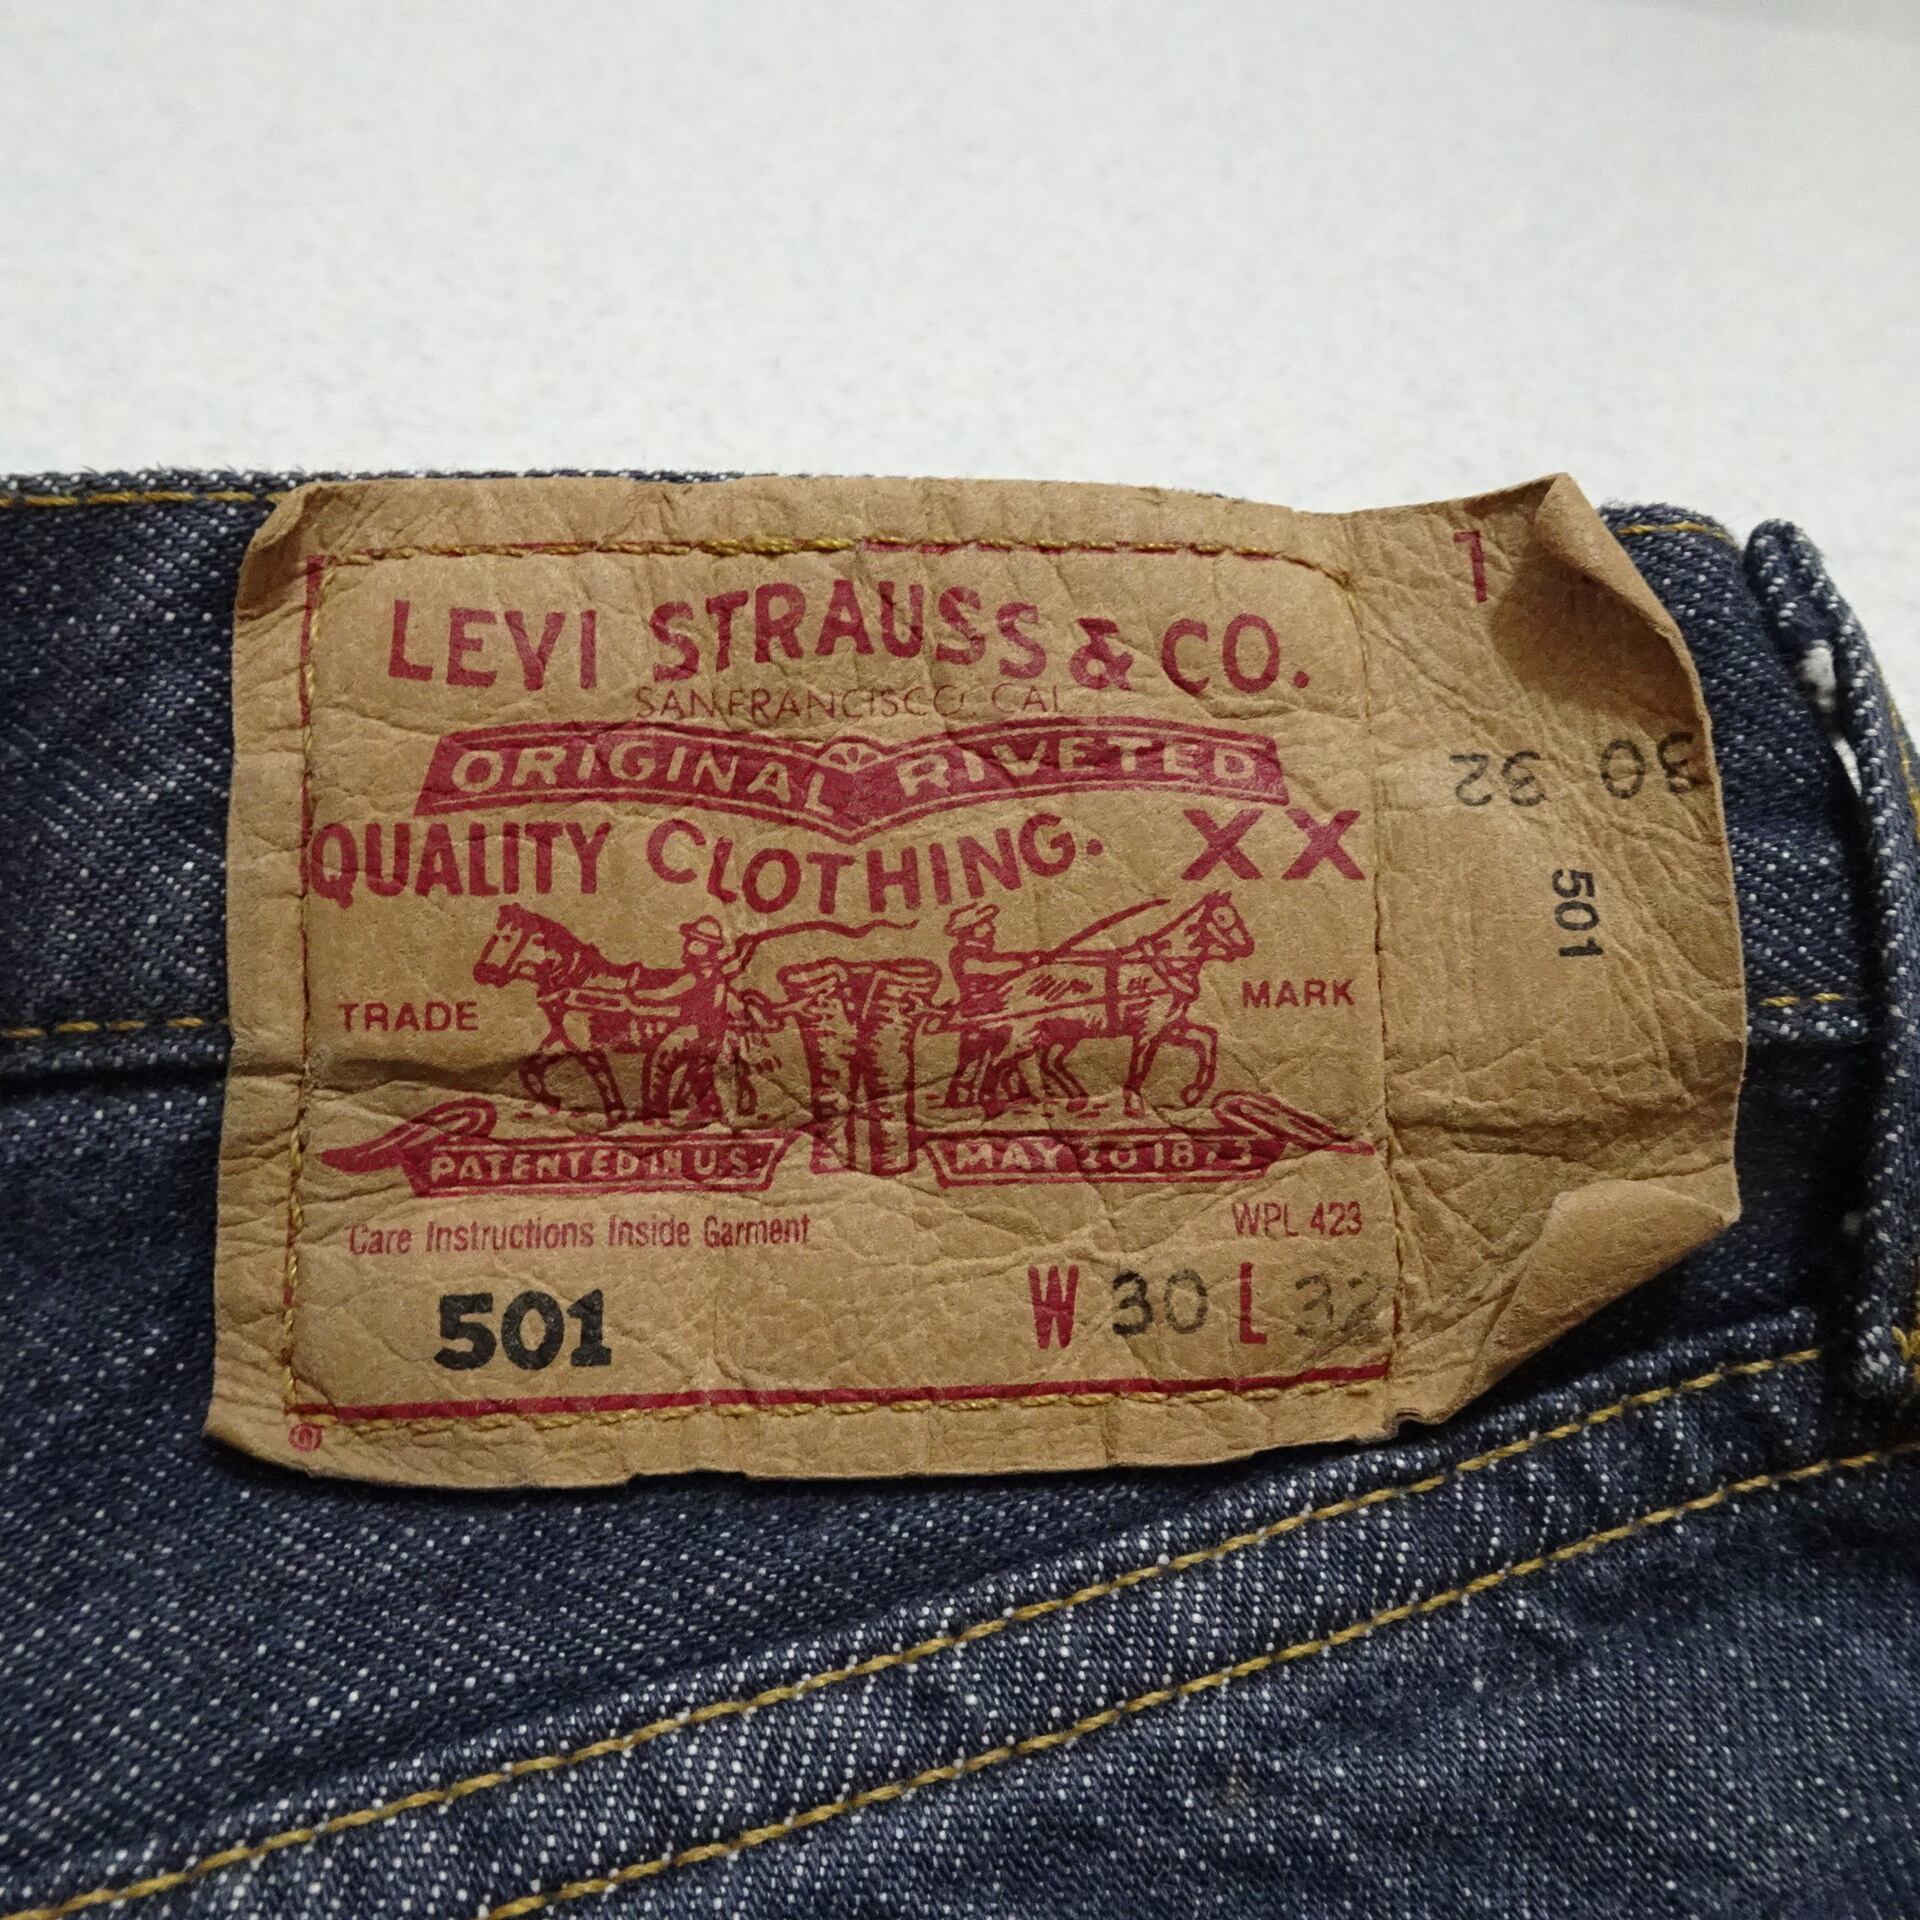 LEVI STRAUSS & CO.
SAN FRANCISCO, CAL
ORIGINAL RIVETED
QUALITY CLOTHING. XX
TRADE MARK
PATENTED IN U.S.
MAY 20 1873
Care Instructions Inside Garment WPL 423
501 W 30 L 32
30 32
501